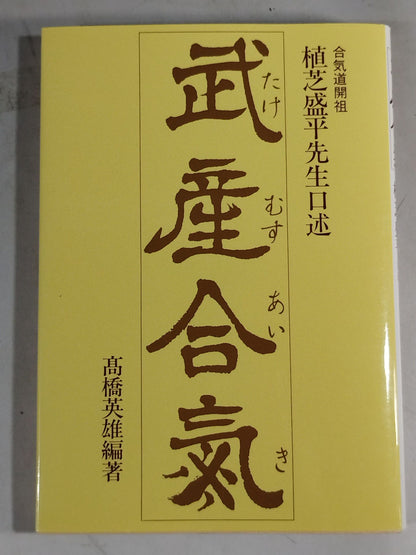 合気道開祖
植芝盛平先生口述
武産合氣
たけ むす あい き
髙橋英雄編著